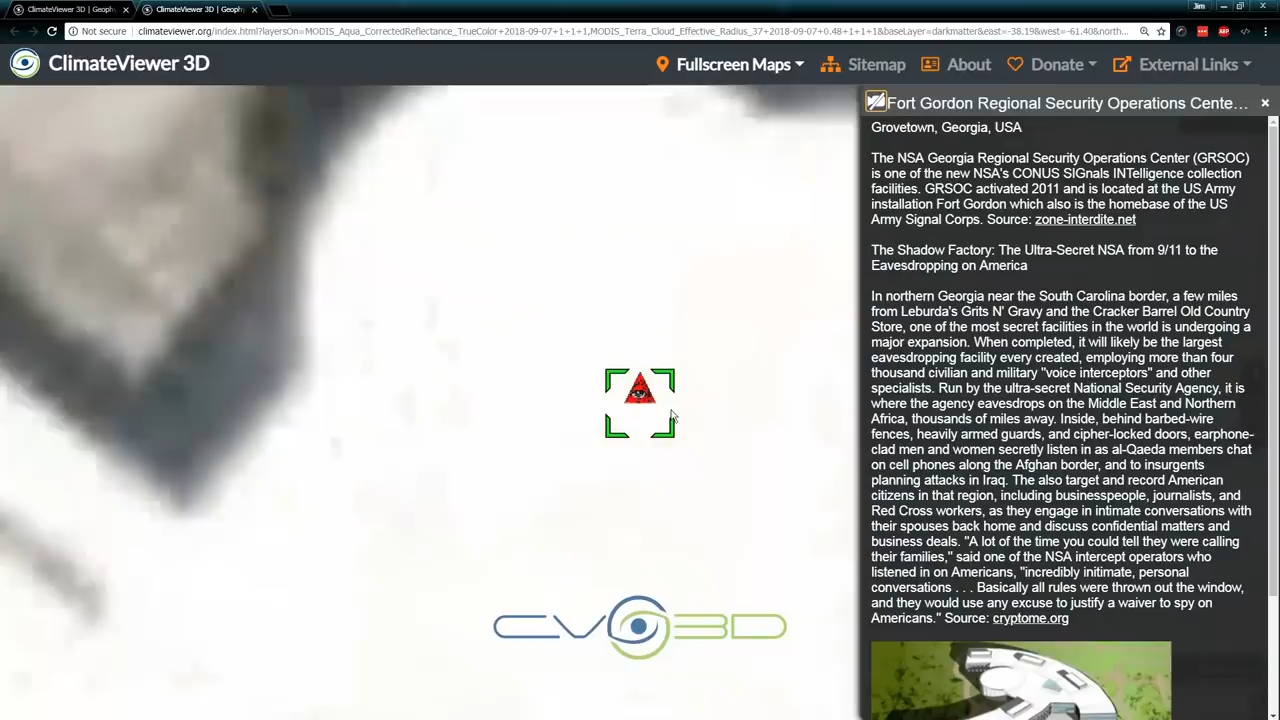 ClimateViewer 3D | Geoph
ClimateViewer 3D | Geoph
Jim
Not secure
climateviewer.org/index.html?layersOn=MODIS_Aqua_CorrectedReflectance_TrueColor+2018-09-07+1+1+1,MODIS_Terra_Cloud_Effective_Radius_37+2018-09-07+0.48+1+1+1&baseLayer=darkmatter&east=-38.19&west=-61.40&north...
ABP
ClimateViewer 3D
Fullscreen Maps
Sitemap
About
Donate
External Links
Fort Gordon Regional Security Operations Cente...
Grovetown, Georgia, USA
The NSA Georgia Regional Security Operations Center (GRSOC)
is one of the new NSA's CONUS SIGnals INTelligence collection
facilities. GRSOC activated 2011 and is located at the US Army
installation Fort Gordon which also is the homebase of the US
Army Signal Corps. Source: zone-interdite.net
The Shadow Factory: The Ultra-Secret NSA from 9/11 to the
Eavesdropping on America
In northern Georgia near the South Carolina border, a few miles
from Leburda's Grits N' Gravy and the Cracker Barrel Old Country
Store, one of the most secret facilities in the world is undergoing a
major expansion. When completed, it will likely be the largest
eavesdropping facility every created, employing more than four
thousand civilian and military "voice interceptors" and other
specialists. Run by the ultra-secret National Security Agency, it is
where the agency eavesdrops on the Middle East and Northern
Africa, thousands of miles away. Inside, behind barbed-wire
fences, heavily armed guards, and cipher-locked doors, earphone-
clad men and women secretly listen in as al-Qaeda members chat
on cell phones along the Afghan border, and to insurgents
planning attacks in Iraq. The also target and record American
citizens in that region, including businesspeople, journalists, and
Red Cross workers, as they engage in intimate conversations with
their spouses back home and discuss confidential matters and
business deals. "A lot of the time you could tell they were calling
their families," said one of the NSA intercept operators who
listened in on Americans, "incredibly initimate, personal
conversations . . . Basically all rules were thrown out the window,
and they would use any excuse to justify a waiver to spy on
Americans." Source: cryptome.org
CV3D